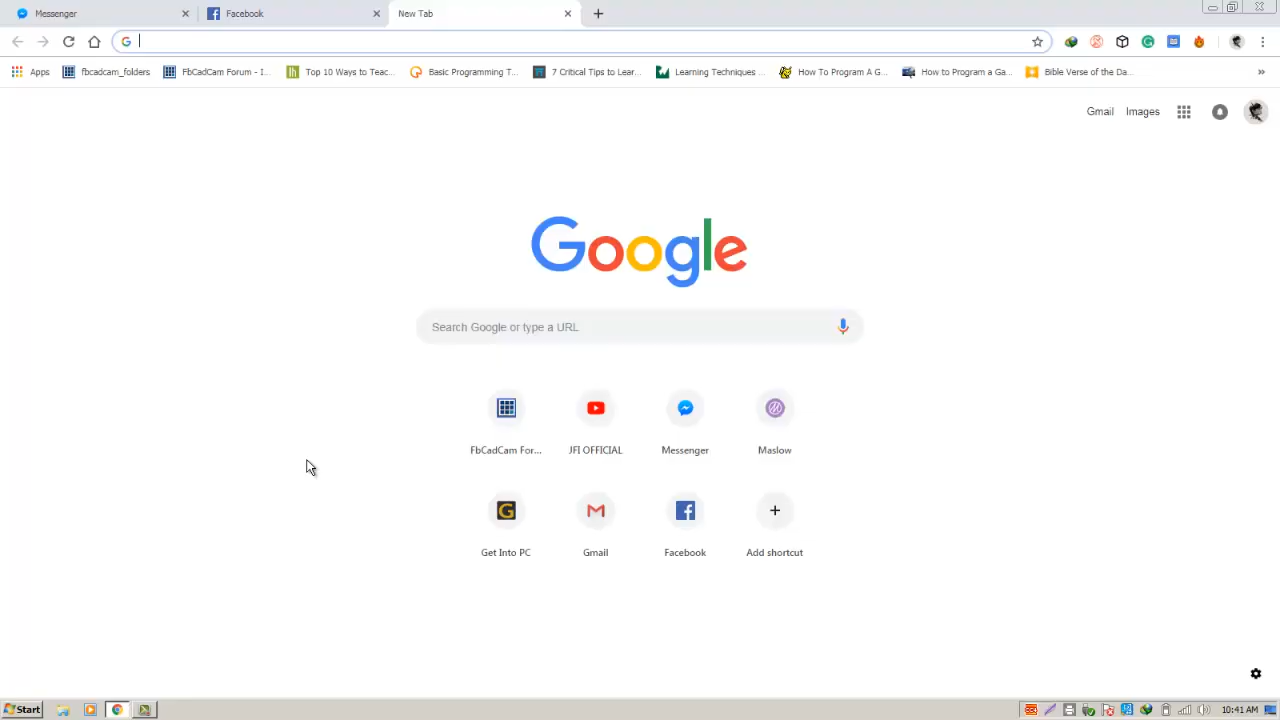 Messenger
Facebook
New Tab
Apps
fbcadcam_folders
FbCadCam Forum - I...
Top 10 Ways to Teac...
Basic Programming T...
7 Critical Tips to Lear...
Learning Techniques ...
How To Program A G...
How to Program a Ga...
Bible Verse of the Da...
Gmail
Images
Google
Search Google or type a URL
FbCadCam For...
JFI OFFICIAL
Messenger
Maslow
Get Into PC
Gmail
Facebook
Add shortcut
Start
10:41 AM